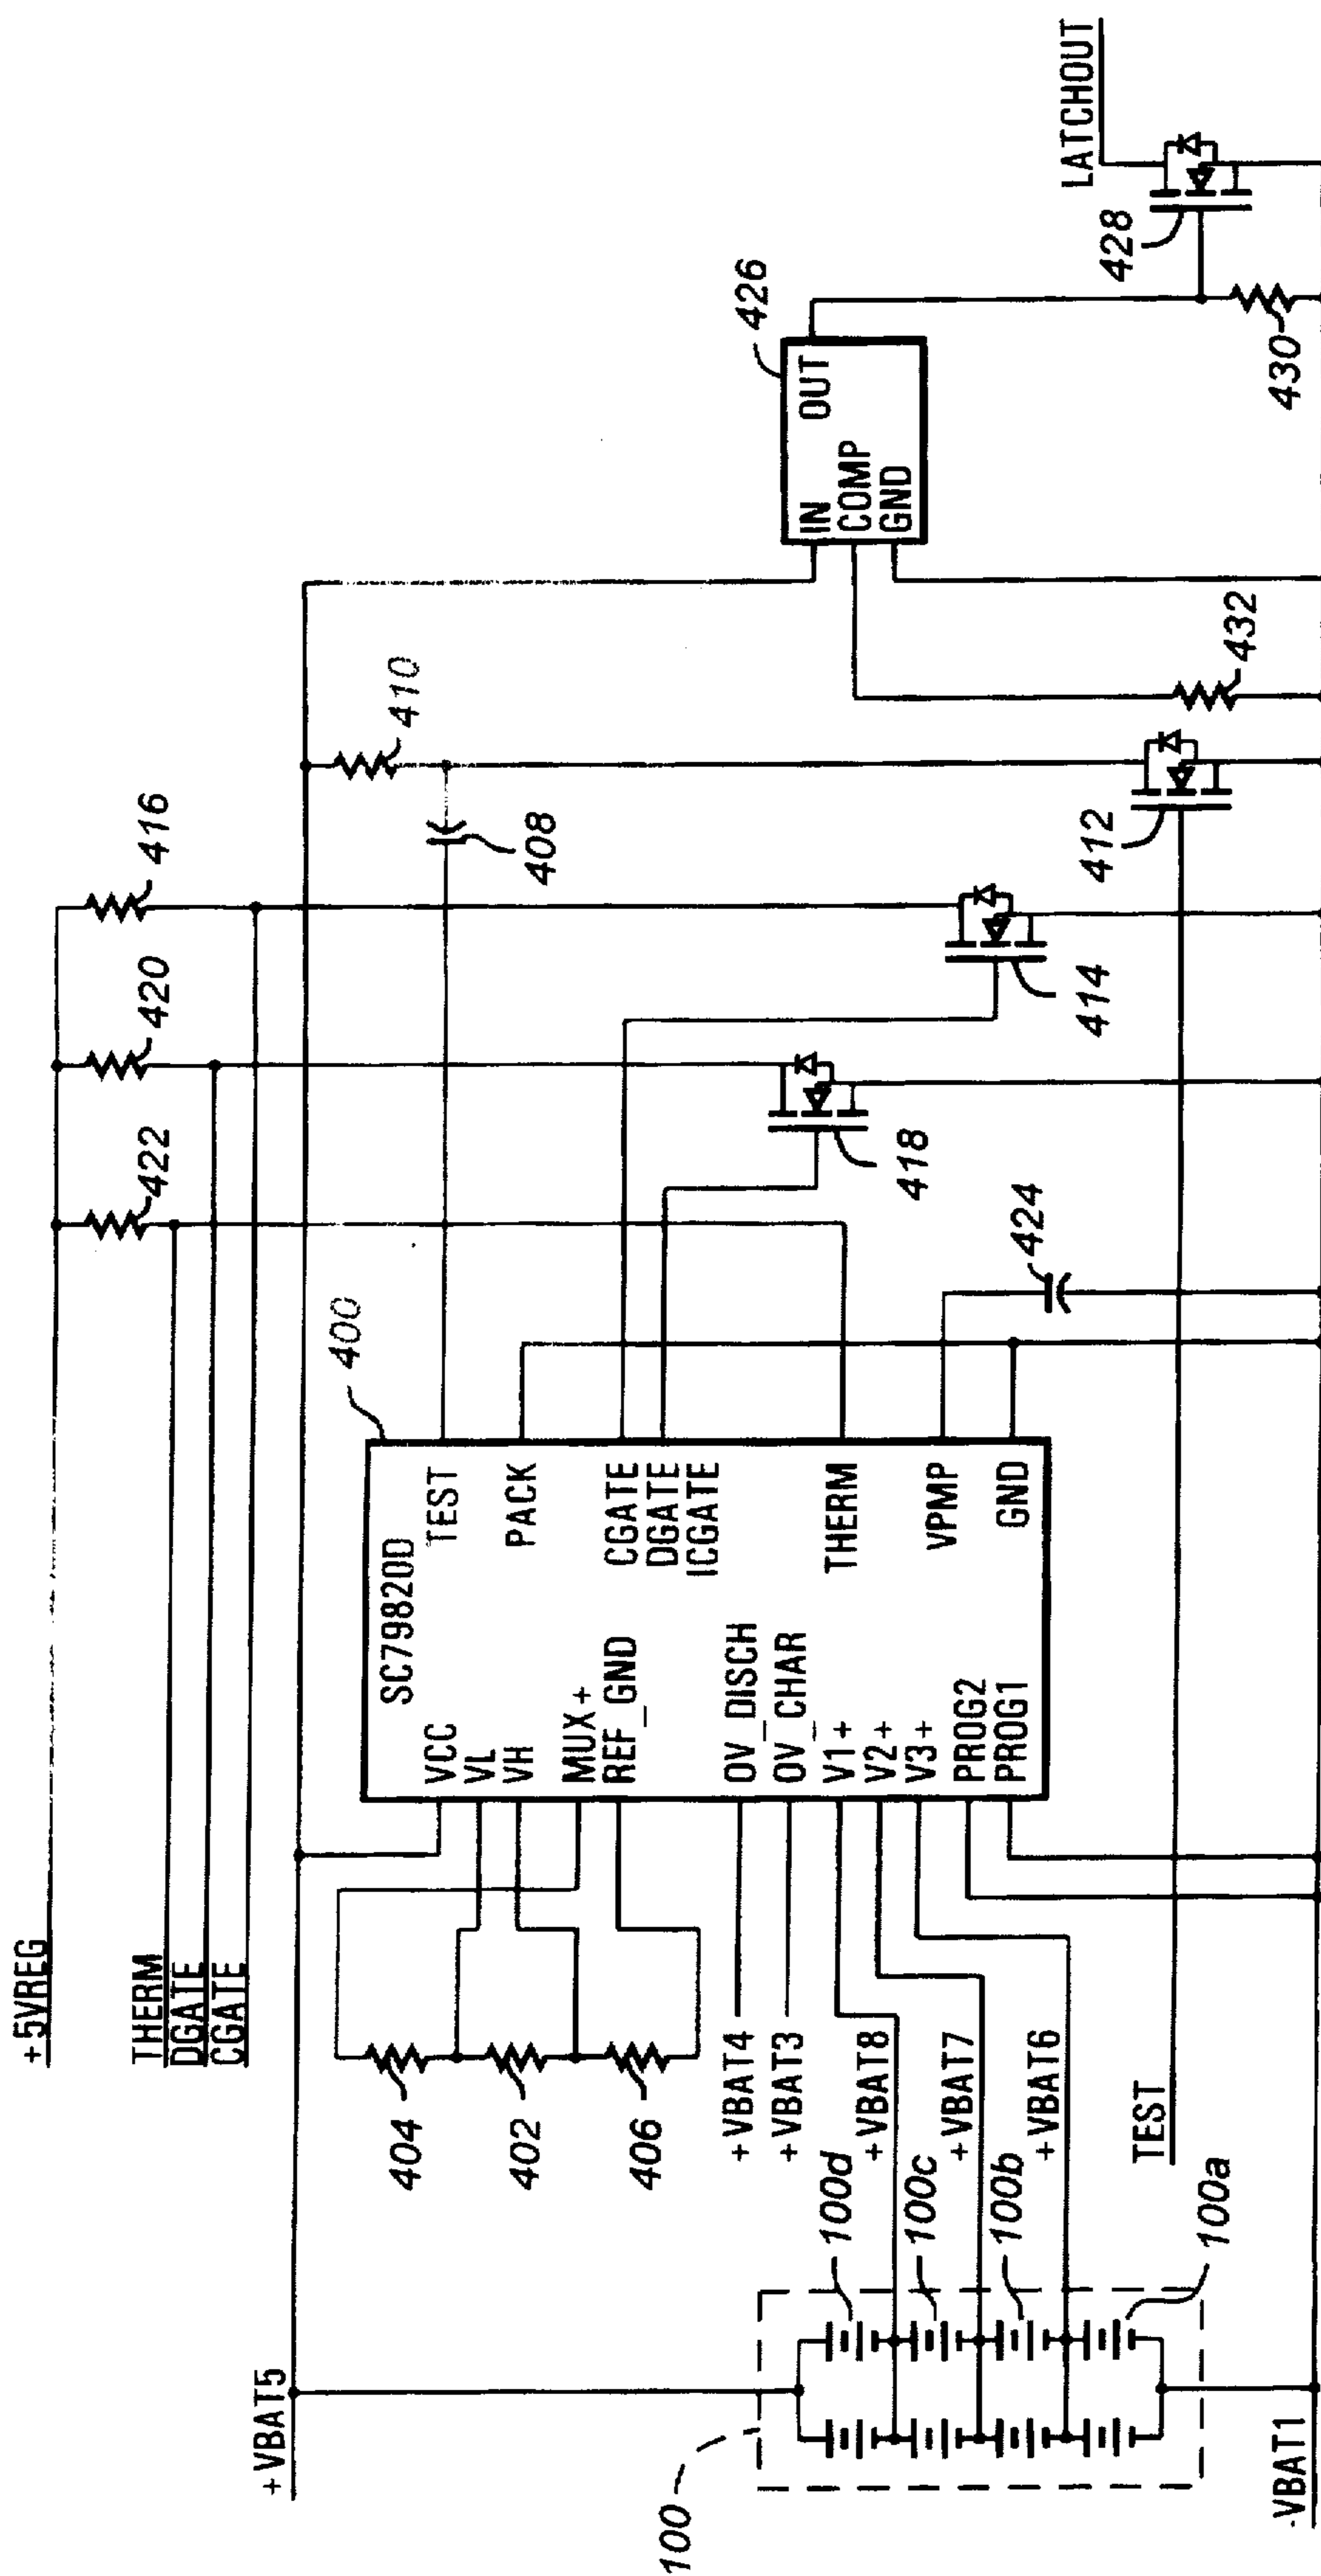 +5VREG
THERM
DGATE
CGATE
+VBAT5
422
420
416
410
400
408
SC79820D
VCC
VL
VH
MUX+
REF_GND
OV_DISCH
OV_CHAR
V1+
V2+
V3+
PROG2
PROG1
TEST
PACK
CGATE
DGATE
ICGATE
THERM
VPMP
GND
404
402
406
+VBAT4
+VBAT3
+VBAT8
+VBAT7
+VBAT6
TEST
100
100d
100c
100b
100a
-VBAT1
418
414
424
412
432
426
IN
COMP
GND
OUT
428
430
LATCHOUT